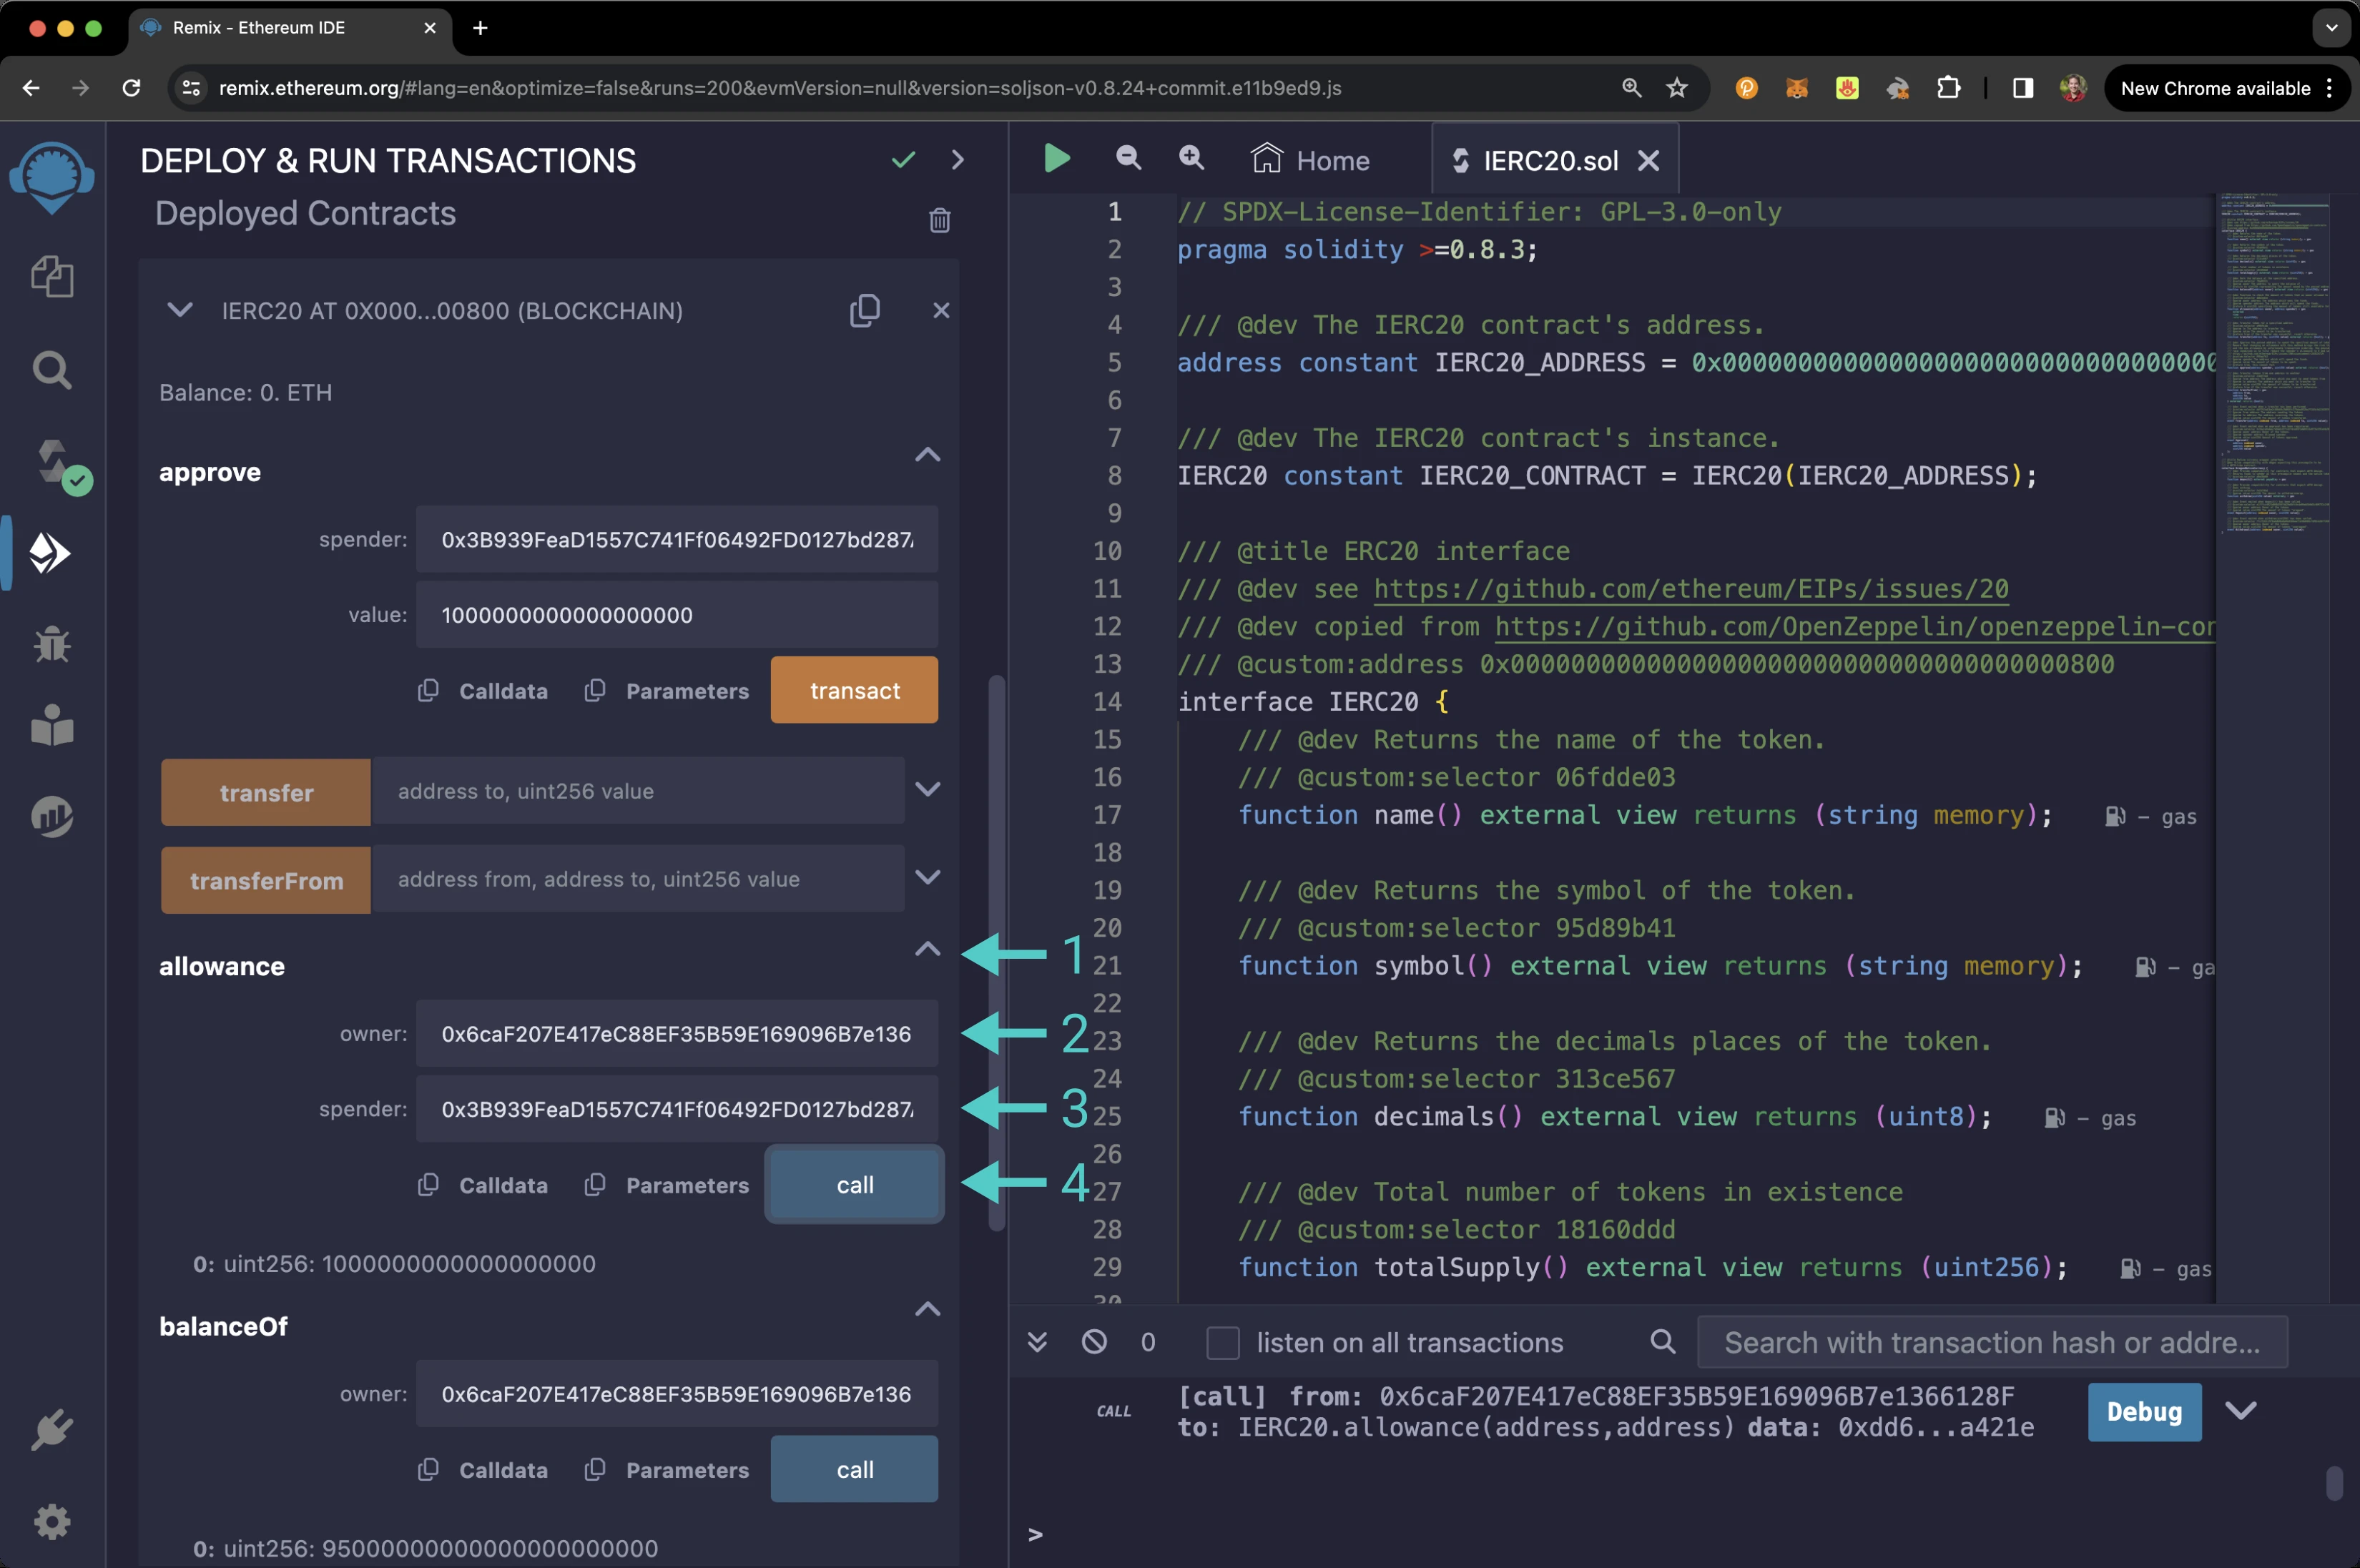 Remix - Ethereum IDE
remix.ethereum.org/#lang=en&optimize=false&runs=200&evmVersion=null&version=soljson-v0.8.24+commit.e11b9ed9.js
New Chrome available
DEPLOY & RUN TRANSACTIONS
Deployed Contracts
IERC20 AT 0X000...00800 (BLOCKCHAIN)
Balance: 0. ETH
approve
spender: 0x3B939FeaD1557C741Ff06492FD0127bd287
value: 1000000000000000000
Calldata Parameters transact
transfer address to, uint256 value
transferFrom address from, address to, uint256 value
allowance
1
owner: 0x6caF207E417eC88EF35B59E169096B7e136
2
spender: 0x3B939FeaD1557C741Ff06492FD0127bd287
3
Calldata Parameters call
4
0: uint256: 1000000000000000000
balanceOf
owner: 0x6caF207E417eC88EF35B59E169096B7e136
Calldata Parameters call
0: uint256: 95000000000000000000000
Home IERC20.sol
1 // SPDX-License-Identifier: GPL-3.0-only
2 pragma solidity >=0.8.3;
3
4 /// @dev The IERC20 contract's address.
5 address constant IERC20_ADDRESS =
6
7 /// @dev The IERC20 contract's instance.
8 IERC20 constant IERC20_CONTRACT = IERC20(IERC20_ADDRESS);
9
10 /// @title ERC20 interface
11 /// @dev see https://github.com/ethereum/EIPs/issues/20
12 /// @dev copied from https://github.com/OpenZeppelin/openzeppelin-con
13 /// @custom:address 0x0000000000000000000000000000000000000800
14 interface IERC20 {
15 /// @dev Returns the name of the token.
16 /// @custom:selector 06fdde03
17 function name() external view returns (string memory); – gas
18
19 /// @dev Returns the symbol of the token.
20 /// @custom:selector 95d89b41
21 function symbol() external view returns (string memory); – ga
22
23 /// @dev Returns the decimals places of the token.
24 /// @custom:selector 313ce567
25 function decimals() external view returns (uint8); – gas
26
27 /// @dev Total number of tokens in existence
28 /// @custom:selector 18160ddd
29 function totalSupply() external view returns (uint256); – gas
30
0 listen on all transactions Search with transaction hash or addre...
CALL [call] from: 0x6caF207E417eC88EF35B59E169096B7e1366128F
to: IERC20.allowance(address,address) data: 0xdd6...a421e
Debug
>